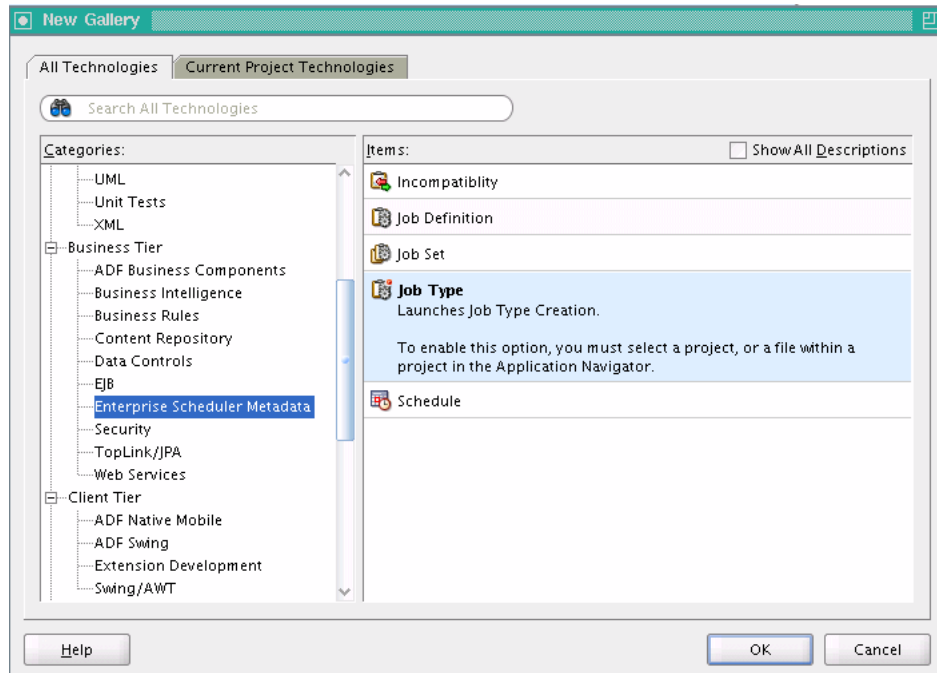 New Gallery
All Technologies
Current Project Technologies
Search All Technologies
Categories:
UML
Unit Tests
XML
Business Tier
ADF Business Components
Business Intelligence
Business Rules
Content Repository
Data Controls
EJB
Enterprise Scheduler Metadata
Security
TopLink/JPA
Web Services
Client Tier
ADF Native Mobile
ADF Swing
Extension Development
Swing/AWT
Items:
Show All Descriptions
Incompatiblity
Job Definition
Job Set
Job Type
Launches Job Type Creation.
To enable this option, you must select a project, or a file within a
project in the Application Navigator.
Schedule
Help
OK
Cancel